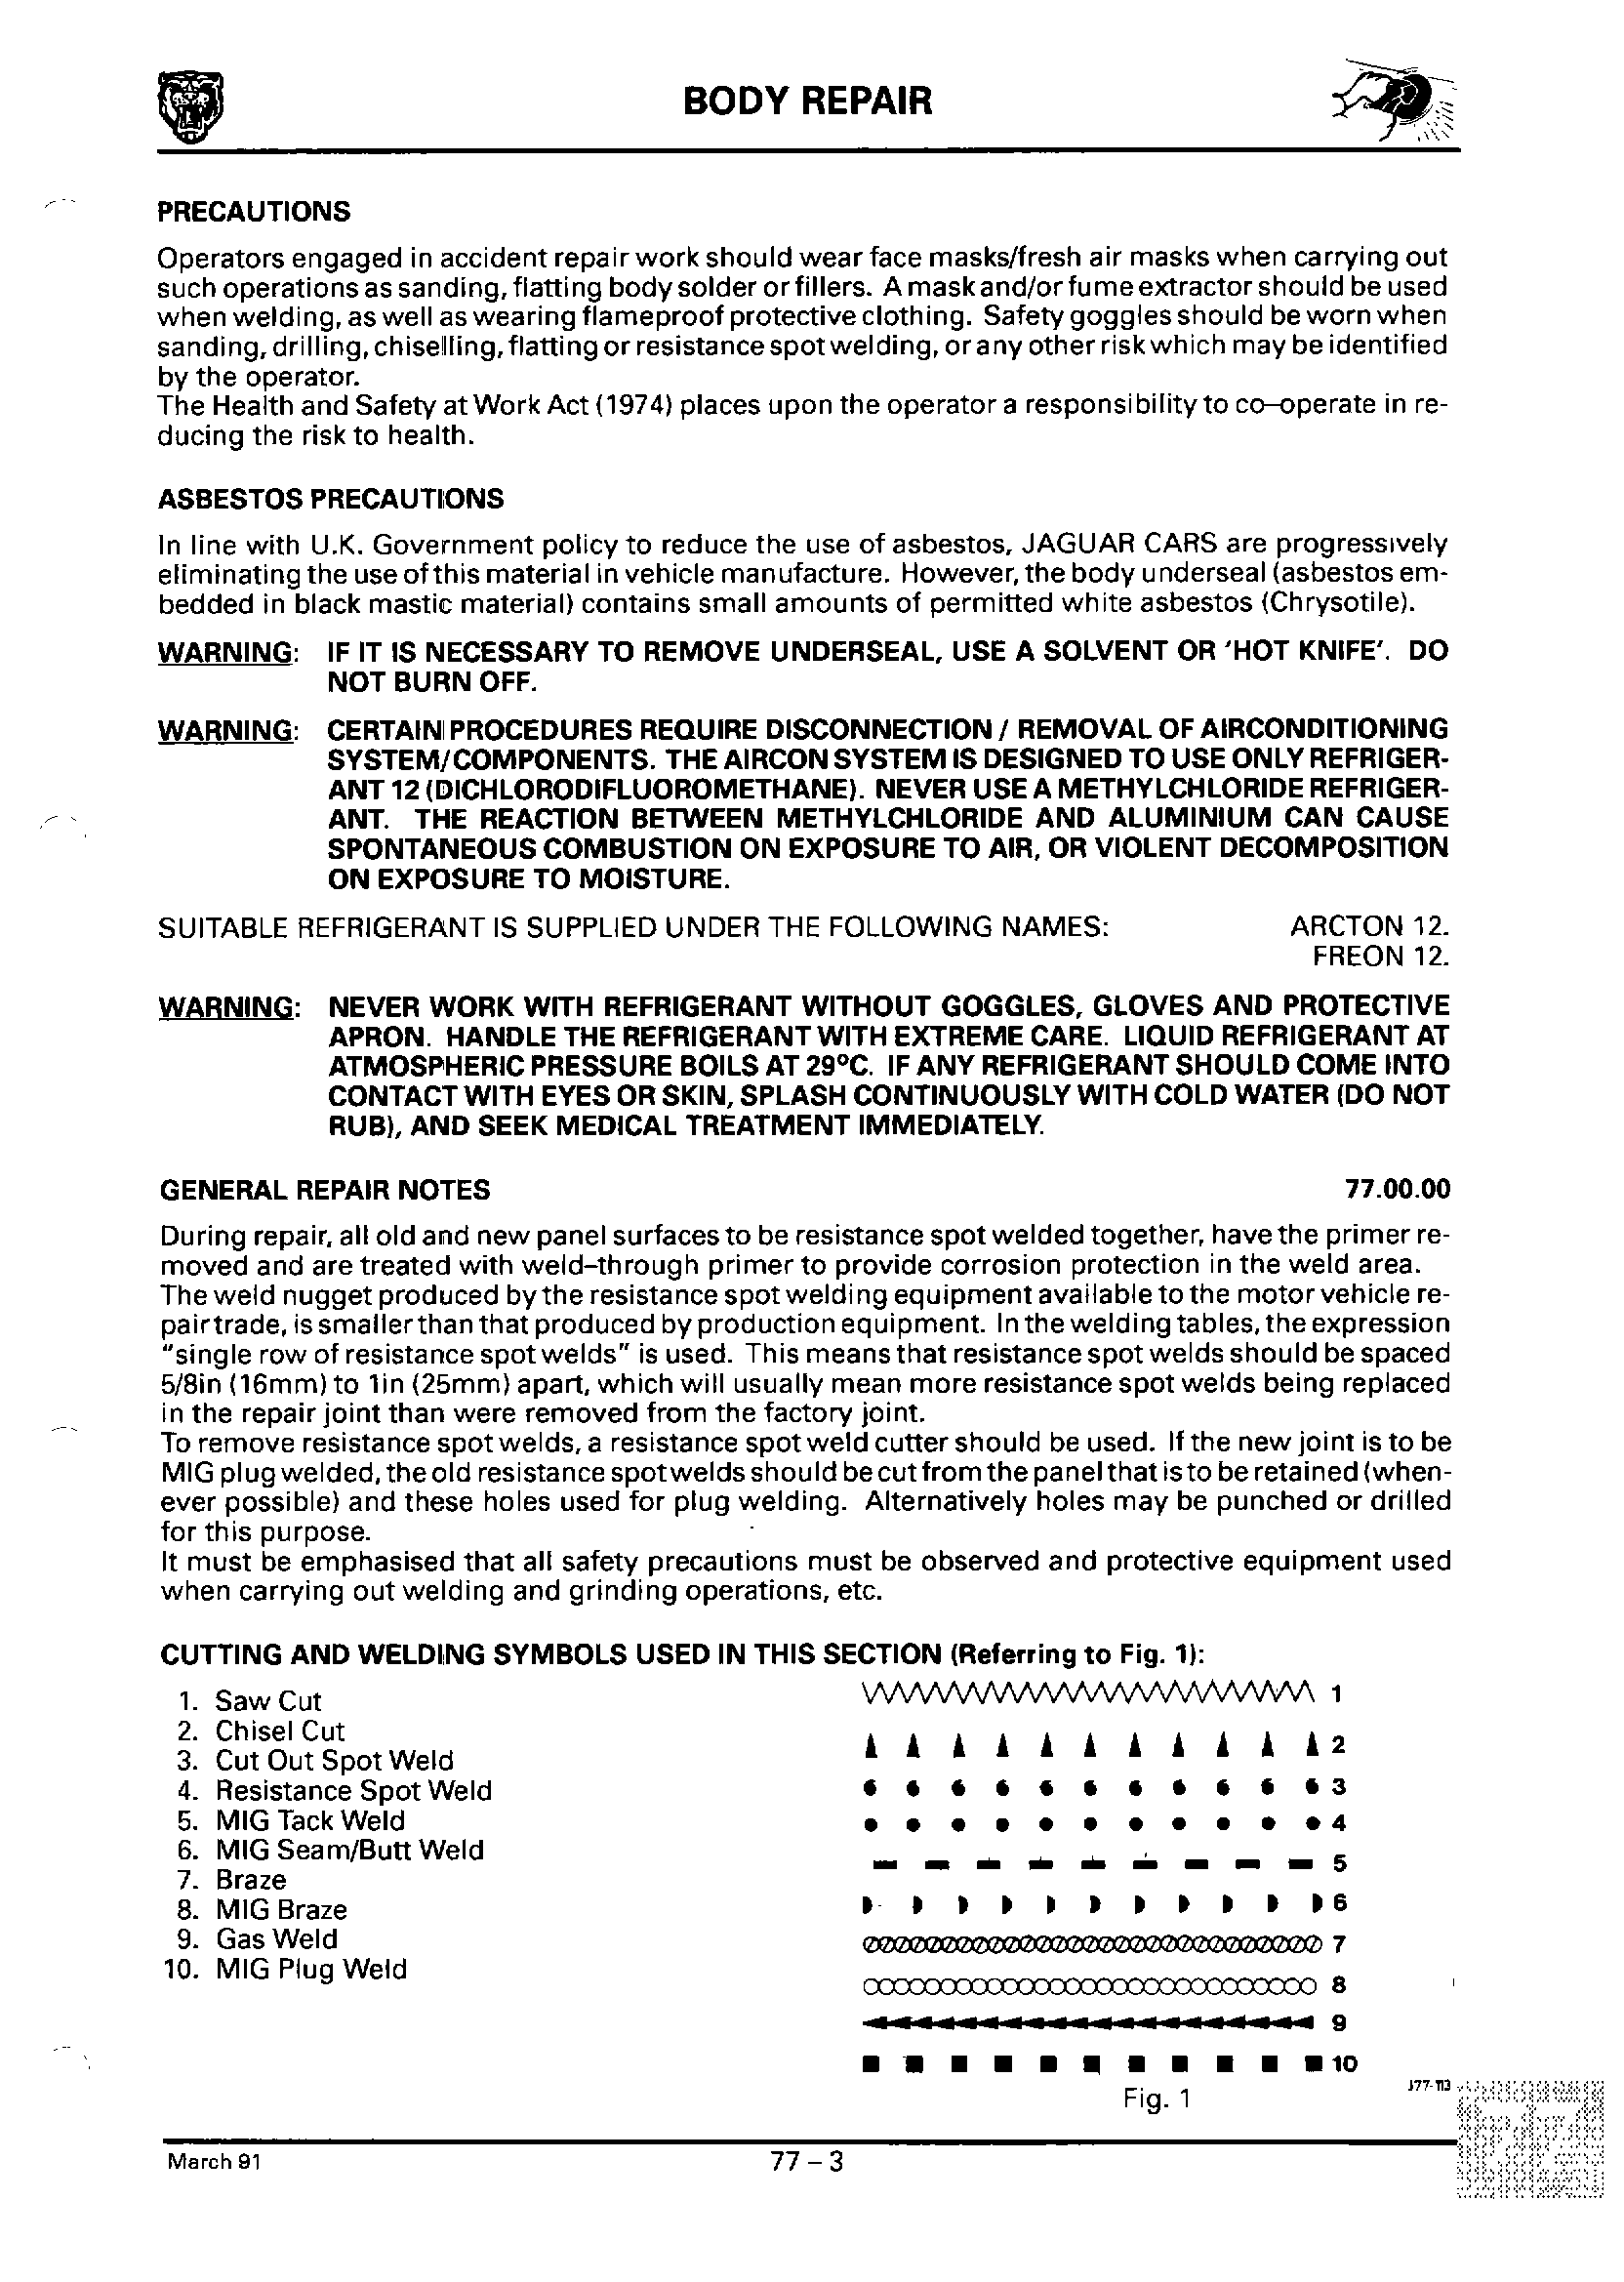 BODY REPAIR
PRECAUTIONS
Operators engaged in accident repair work should wear face masks/fresh air masks when carrying out
such operations as sanding, flatting body solder or fillers. A mask and/or fume extractor should be used
when welding, as well as wearing flameproof protective clothing. Safety goggles should be worn when
sanding, drilling, chiselling, flatting or resistance spot welding, or any other risk which may be identified
by the operator.
The Health and Safety at Work Act (1974) places upon the operator a responsibility to co–operate in re-
ducing the risk to health.
ASBESTOS PRECAUTIONS
In line with U.K. Government policy to reduce the use of asbestos, JAGUAR CARS are progressively
eliminating the use of this material in vehicle manufacture. However, the body underseal (asbestos em-
bedded in black mastic material) contains small amounts of permitted white asbestos (Chrysotile).
WARNING: IF IT IS NECESSARY TO REMOVE UNDERSEAL, USE A SOLVENT OR 'HOT KNIFE'. DO
NOT BURN OFF.
WARNING: CERTAIN PROCEDURES REQUIRE DISCONNECTION / REMOVAL OF AIRCONDITIONING
SYSTEM/COMPONENTS. THE AIRCON SYSTEM IS DESIGNED TO USE ONLY REFRIGER-
ANT 12 (DICHLORODIFLUOROMETHANE). NEVER USE A METHYLCHLORIDE REFRIGER-
ANT. THE REACTION BETWEEN METHYLCHLORIDE AND ALUMINIUM CAN CAUSE
SPONTANEOUS COMBUSTION ON EXPOSURE TO AIR, OR VIOLENT DECOMPOSITION
ON EXPOSURE TO MOISTURE.
SUITABLE REFRIGERANT IS SUPPLIED UNDER THE FOLLOWING NAMES: ARCTON 12.
FREON 12.
WARNING: NEVER WORK WITH REFRIGERANT WITHOUT GOGGLES, GLOVES AND PROTECTIVE
APRON. HANDLE THE REFRIGERANT WITH EXTREME CARE. LIQUID REFRIGERANT AT
ATMOSPHERIC PRESSURE BOILS AT 29ºC. IF ANY REFRIGERANT SHOULD COME INTO
CONTACT WITH EYES OR SKIN, SPLASH CONTINUOUSLY WITH COLD WATER (DO NOT
RUB), AND SEEK MEDICAL TREATMENT IMMEDIATELY.
GENERAL REPAIR NOTES 77.00.00
During repair, all old and new panel surfaces to be resistance spot welded together, have the primer re-
moved and are treated with weld–through primer to provide corrosion protection in the weld area.
The weld nugget produced by the resistance spot welding equipment available to the motor vehicle re-
pair trade, is smaller than that produced by production equipment. In the welding tables, the expression
"single row of resistance spot welds" is used. This means that resistance spot welds should be spaced
5/8in (16mm) to 1in (25mm) apart, which will usually mean more resistance spot welds being replaced
in the repair joint than were removed from the factory joint.
To remove resistance spot welds, a resistance spot weld cutter should be used. If the new joint is to be
MIG plug welded, the old resistance spot welds should be cut from the panel that is to be retained (when-
ever possible) and these holes used for plug welding. Alternatively holes may be punched or drilled
for this purpose.
It must be emphasised that all safety precautions must be observed and protective equipment used
when carrying out welding and grinding operations, etc.
CUTTING AND WELDING SYMBOLS USED IN THIS SECTION (Referring to Fig. 1):
1. Saw Cut
2. Chisel Cut
3. Cut Out Spot Weld
4. Resistance Spot Weld
5. MIG Tack Weld
6. MIG Seam/Butt Weld
7. Braze
8. MIG Braze
9. Gas Weld
10. MIG Plug Weld
1
2
3
4
5
6
7
8
9
10
J77-113
Fig. 1
March 91 77 – 3